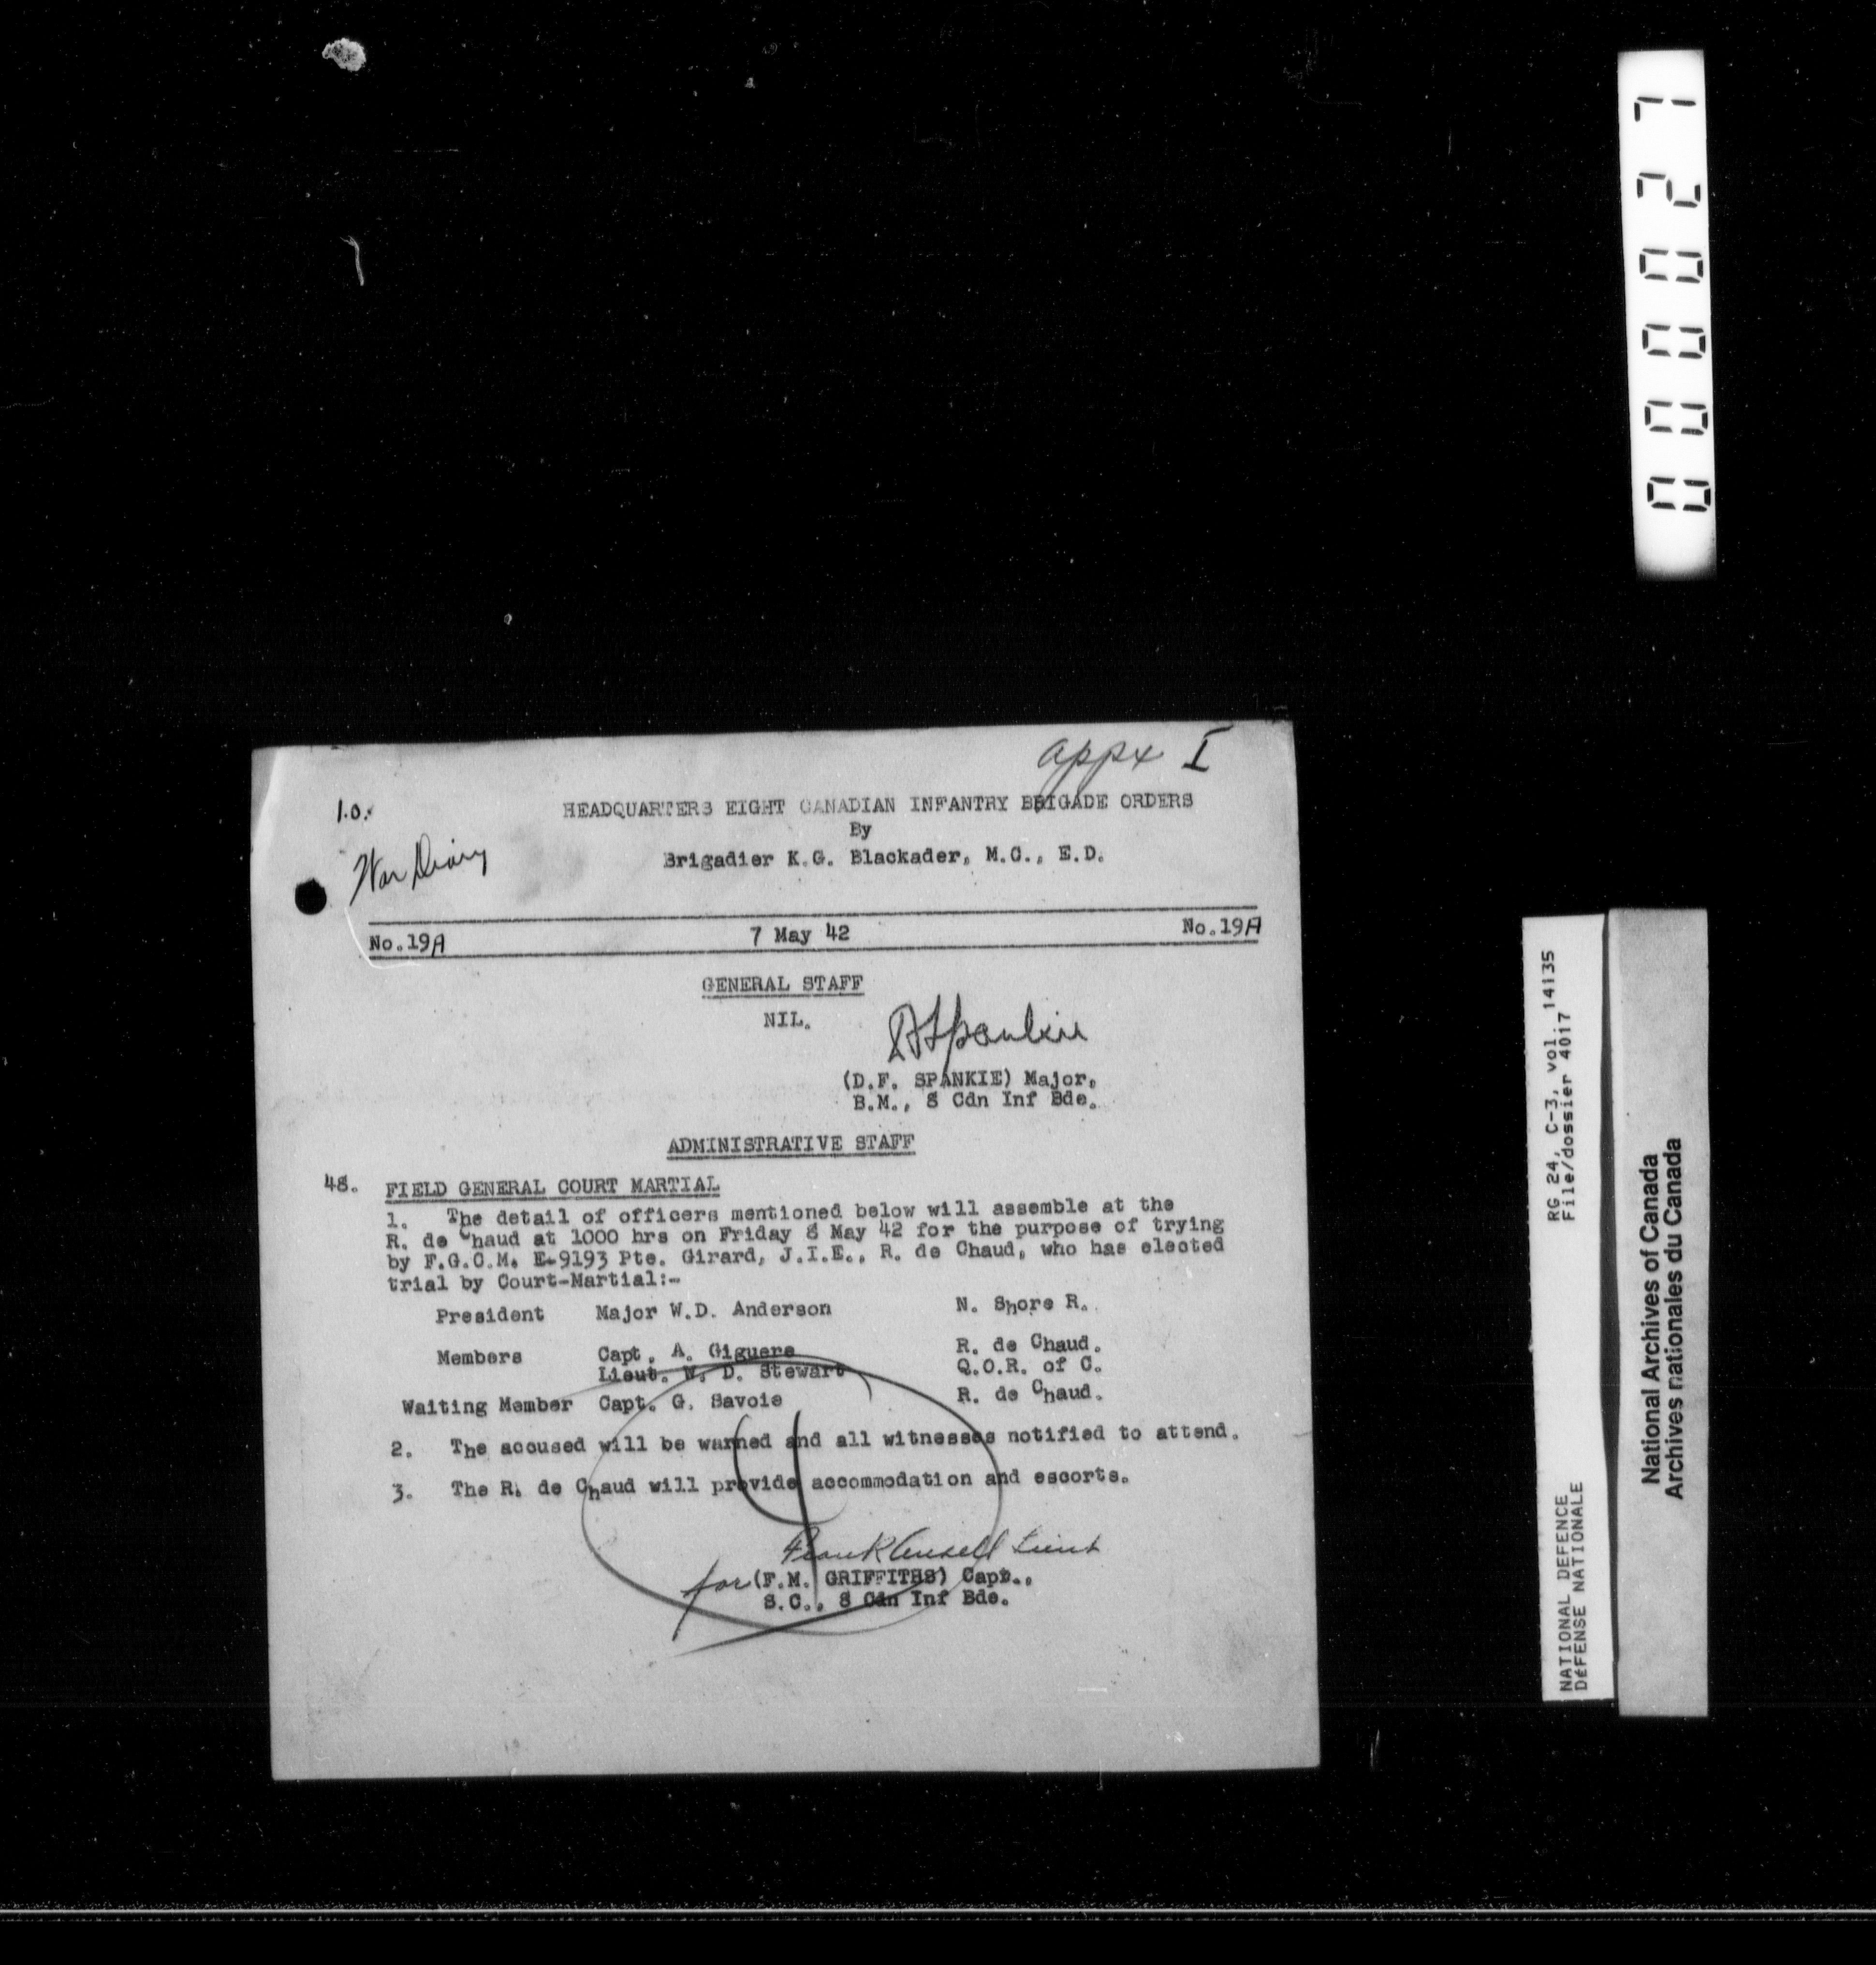 appx I
I.O.
HEADQUARTERS EIGHT CANADIAN INFANTRY BRIGADE ORDERS
By
War Diary
Brigadier K.G. Blackader, M.C., E.D.
No.19A 7 May 42 No.19A
GENERAL STAFF
NIL.
DFSpankie
(D.F. SPANKIE) Major,
B.M., 8 Cdn Inf Bde.
ADMINISTRATIVE STAFF
48. FIELD GENERAL COURT MARTIAL
1. The detail of officers mentioned below will assemble at the
R. de Chaud at 1000 hrs on Friday 8 May 42 for the purpose of trying
by F.G.C.M. E-9193 Pte. Girard, J.I.E., R. de Chaud, who has elected
trial by Court-Martial:-
President Major W.D. Anderson N. Shore R.
Members Capt. A. Giguere R. de Chaud.
Lieut. W. D. Stewart Q.O.R. of C.
Waiting Member Capt. G. Savoie R. de Chaud.
2. The accused will be warned and all witnesses notified to attend.
3. The R. de Chaud will provide accommodation and escorts.
Frank Lieut
for (F.M. GRIFFITHS) Capt.,
S.C., 8 Cdn Inf Bde.
000027
NATIONAL DEFENCE RG 24, C-3, vol. 14135
DéFENSE NATIONALE File/dossier 4017
National Archives of Canada
Archives nationales du Canada